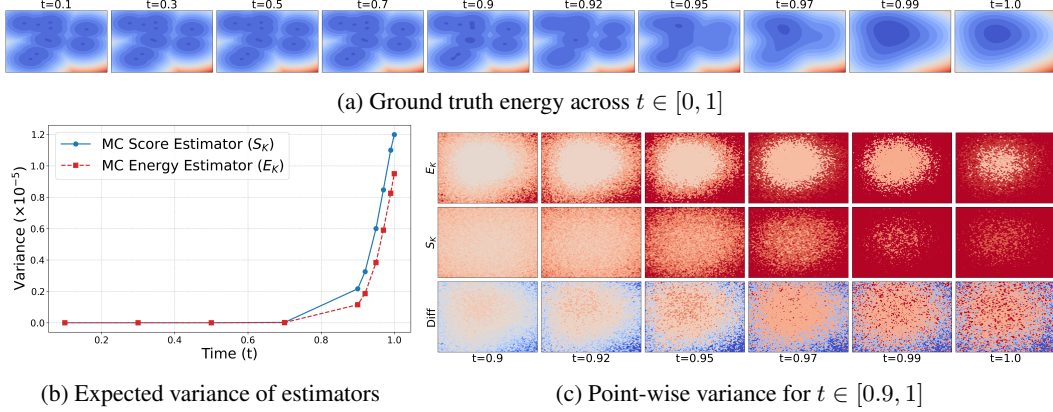 t=0.1 t=0.3 t=0.5 t=0.7 t=0.9 t=0.92 t=0.95 t=0.97 t=0.99 t=1.0
(a) Ground truth energy across t ∈ [0, 1]
Variance (×10⁻⁵)
1.2
1.0
0.8
0.6
0.4
0.2
0.0
MC Score Estimator (S_K)
MC Energy Estimator (E_K)
0.2 0.4 0.6 0.8 1.0
Time (t)
(b) Expected variance of estimators
E_K
S_K
Diff
t=0.9 t=0.92 t=0.95 t=0.97 t=0.99 t=1.0
(c) Point-wise variance for t ∈ [0.9, 1]